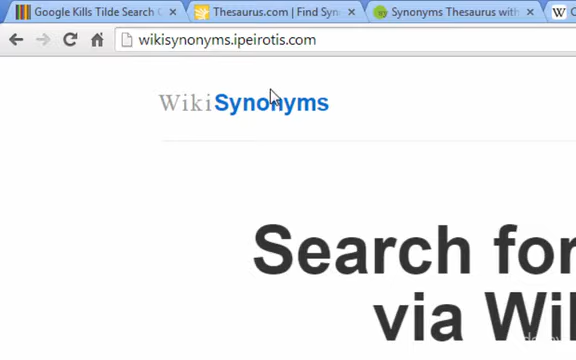 Google Kills Tilde Search Thesaurus.com | Find Syn Synonyms Thesaurus with
wikisynonyms.ipeirotis.com
WikiSynonyms
Search for
via Wi